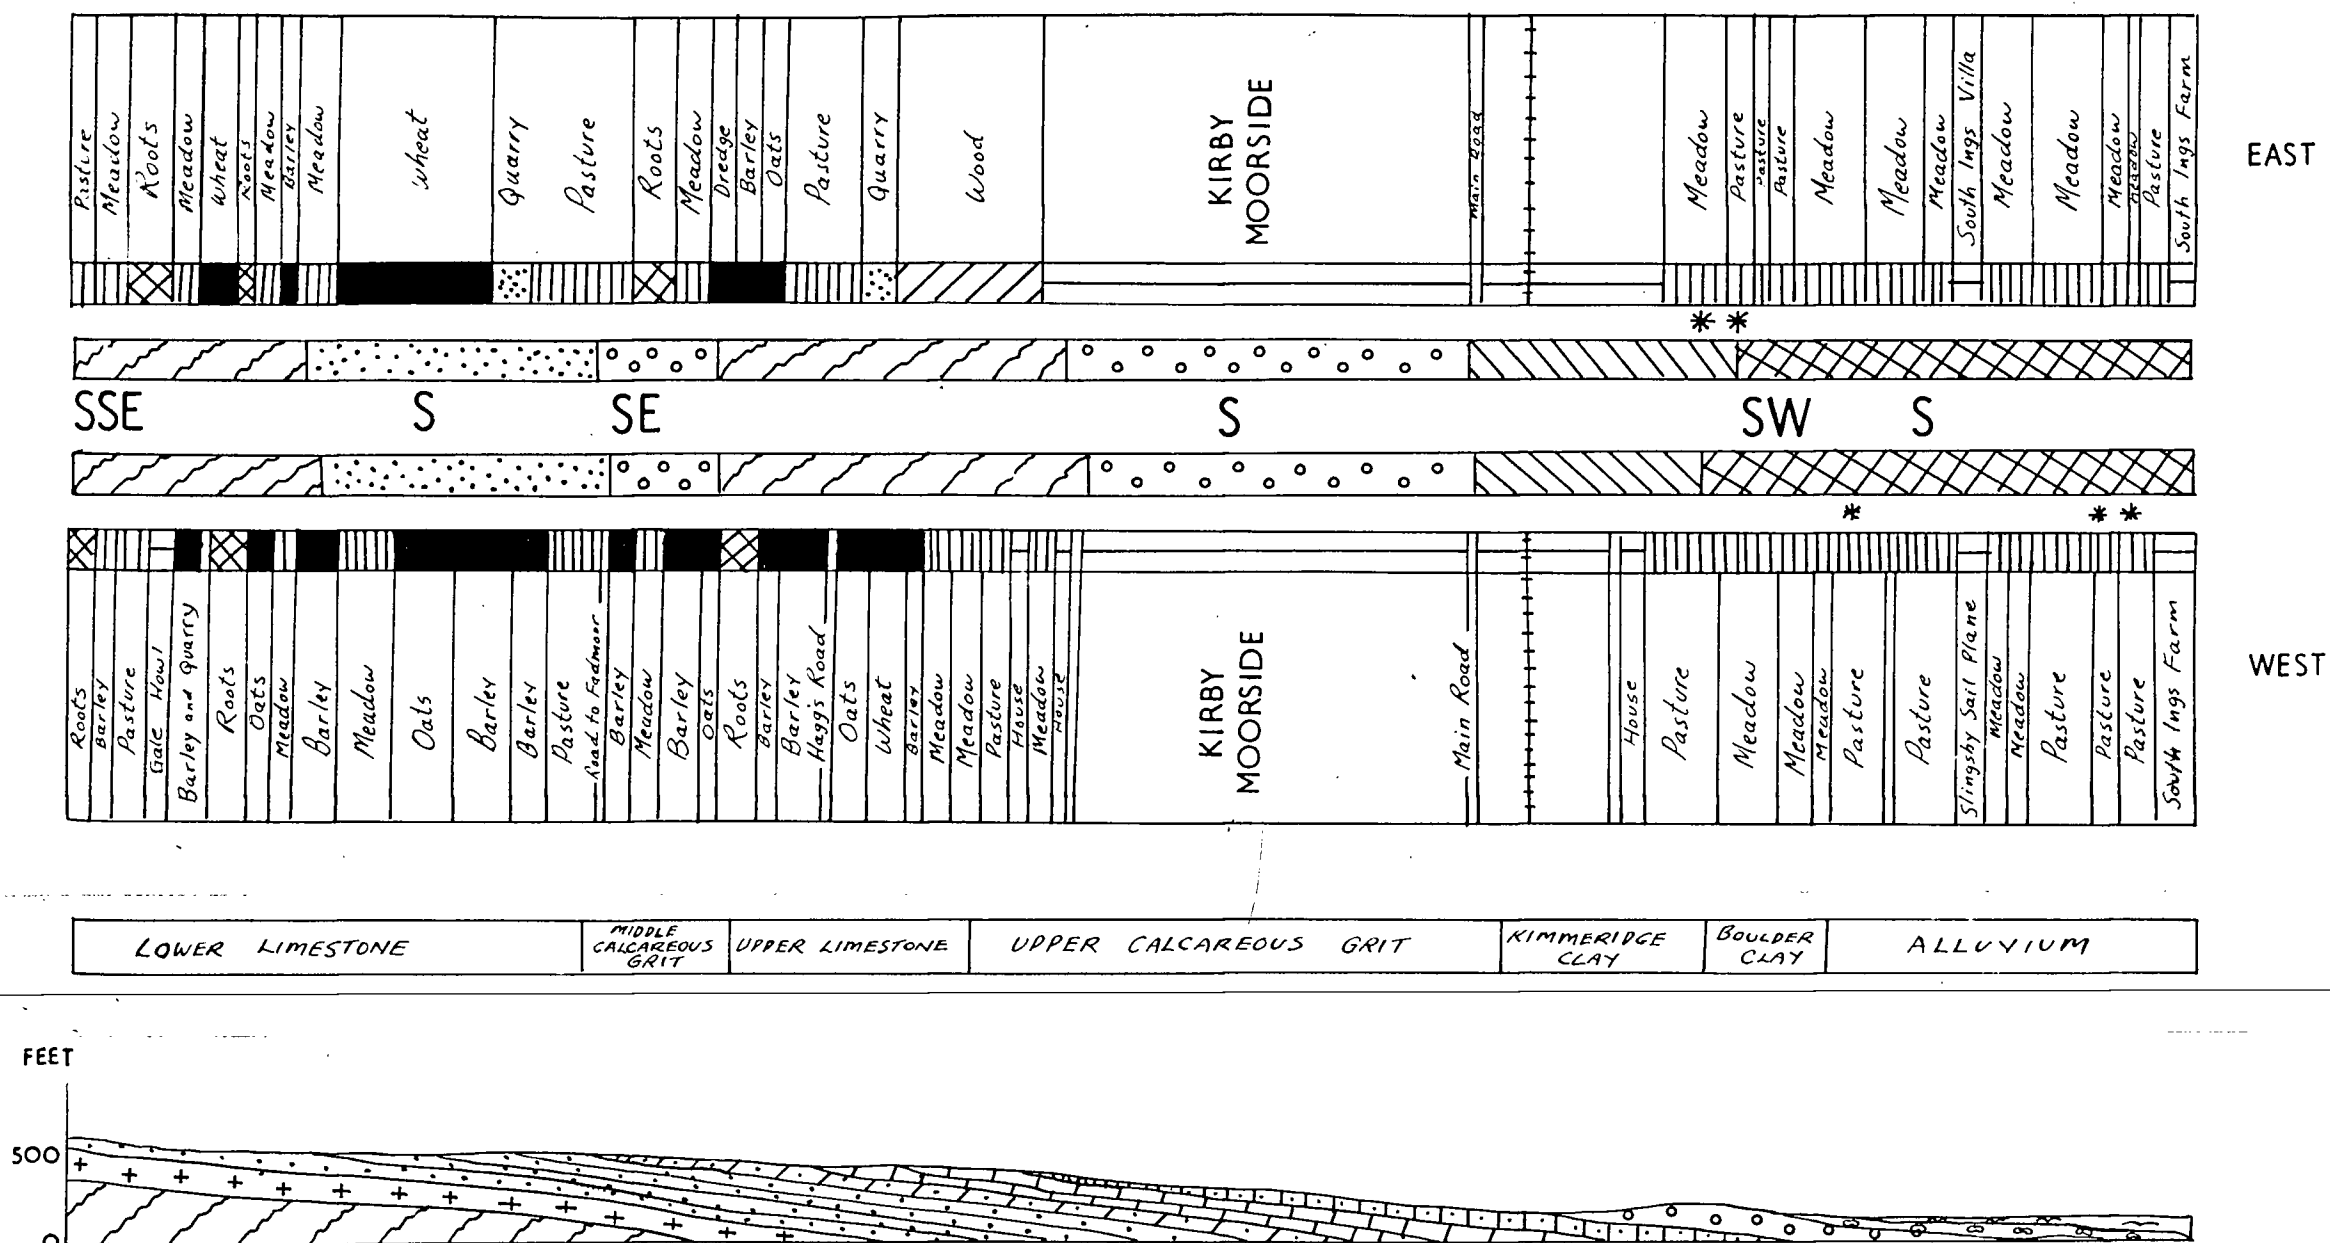 Pasture
Meadow
Roots
Meadow
Wheat
Roots
Meadow
Barley
Meadow
Wheat
Quarry
Pasture
Roots
Meadow
Dredge
Barley
Oats
Pasture
Quarry
Wood
KIRBY
MOORSIDE
Main Road
Meadow
Pasture
Pasture
Pasture
Meadow
Meadow
Meadow
South Ings Villa
Meadow
Meadow
Meadow
Meadow
Pasture
South Ings Farm
EAST
* *
SSE S SE S SW S
* * *
Roots
Barley
Pasture
Gale Howl
Barley and Quarry
Roots
Oats
Meadow
Barley
Meadow
Oats
Barley
Barley
Pasture
Road to Fadmoor
Barley
Meadow
Barley
Oats
Roots
Barley
Barley
Hagg's Road
Oats
Wheat
Barley
Meadow
Meadow
Pasture
House
Meadow
House
KIRBY
MOORSIDE
Main Road
House
Pasture
Meadow
Meadow
Meadow
Pasture
Pasture
Slingsby Sail Plane
Meadow
Meadow
Pasture
Pasture
Pasture
South Ings Farm
WEST
LOWER LIMESTONE
MIDDLE
CALCAREOUS
GRIT
UPPER LIMESTONE
UPPER CALCAREOUS GRIT
KIMMERIDGE
CLAY
BOULDER
CLAY
ALLUVIUM
FEET
500
0